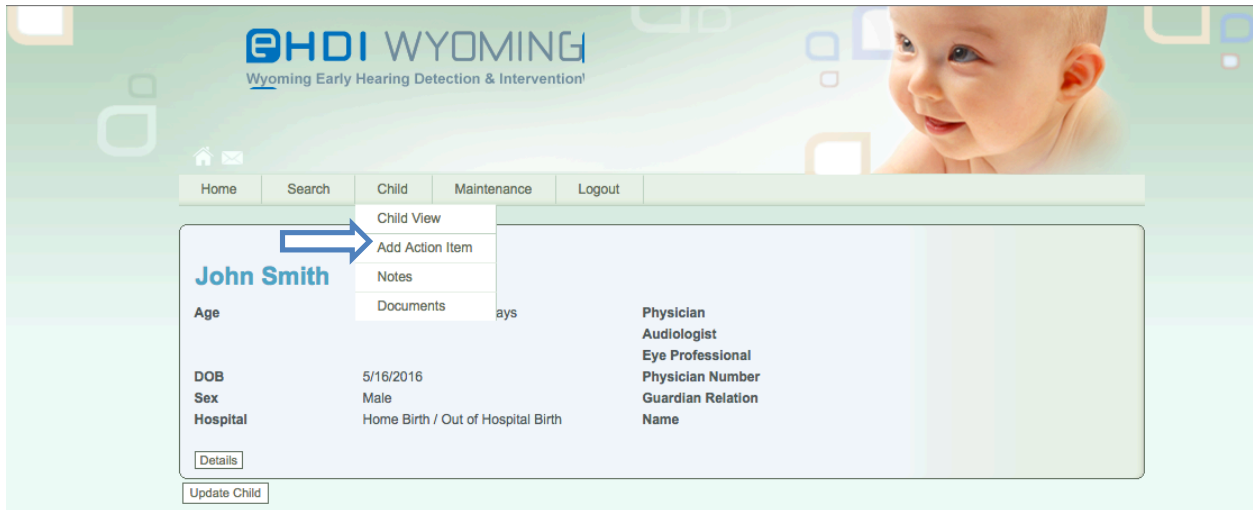 EHDI WYOMING
Wyoming Early Hearing Detection & Intervention
Home Search Child Maintenance Logout
Child View
Add Action Item
Notes
Documents
John Smith
Age ays Physician
Audiologist
Eye Professional
DOB 5/16/2016 Physician Number
Sex Male Guardian Relation
Hospital Home Birth / Out of Hospital Birth Name
Details
Update Child